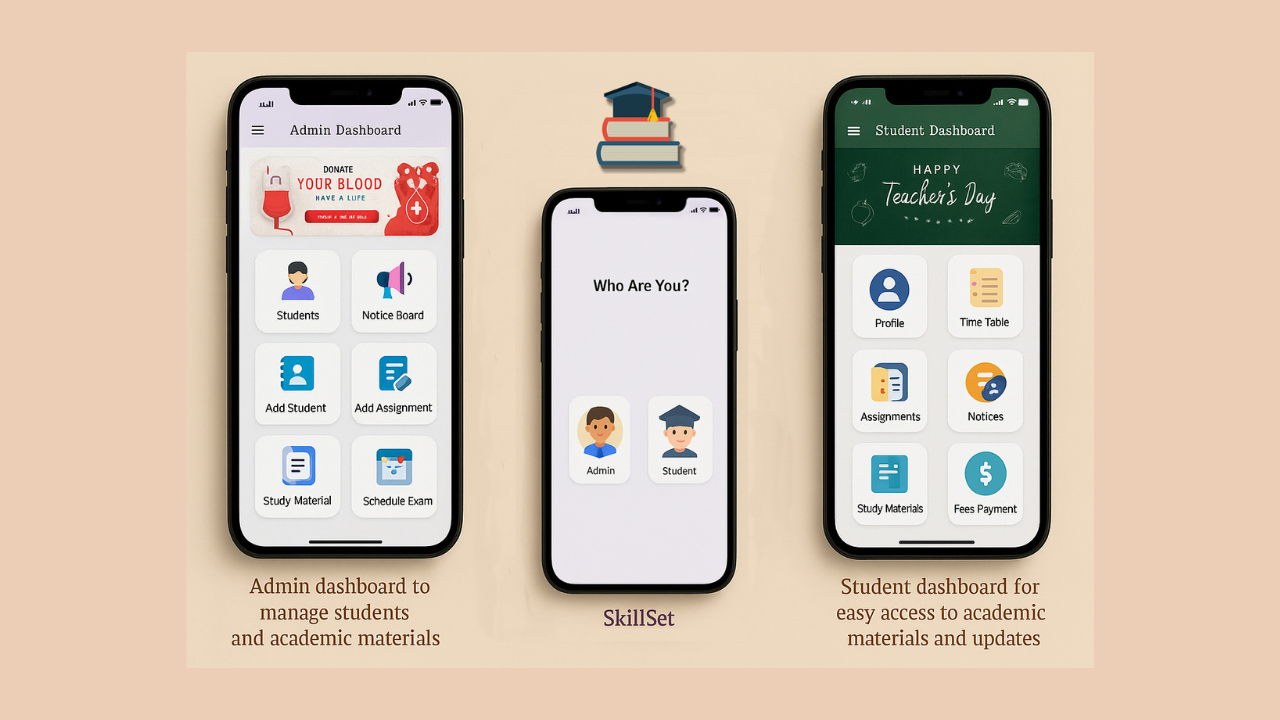 Admin Dashboard
DONATE
YOUR BLOOD
HAVE A LIFE
Students
Notice Board
Add Student
Add Assignment
Study Material
Schedule Exam
Admin dashboard to
manage students
and academic materials
Who Are You?
Admin
Student
SkillSet
Student Dashboard
HAPPY
Teacher's Day
Profile
Time Table
Assignments
Notices
Study Materials
Fees Payment
$
Student dashboard for
easy access to academic
materials and updates